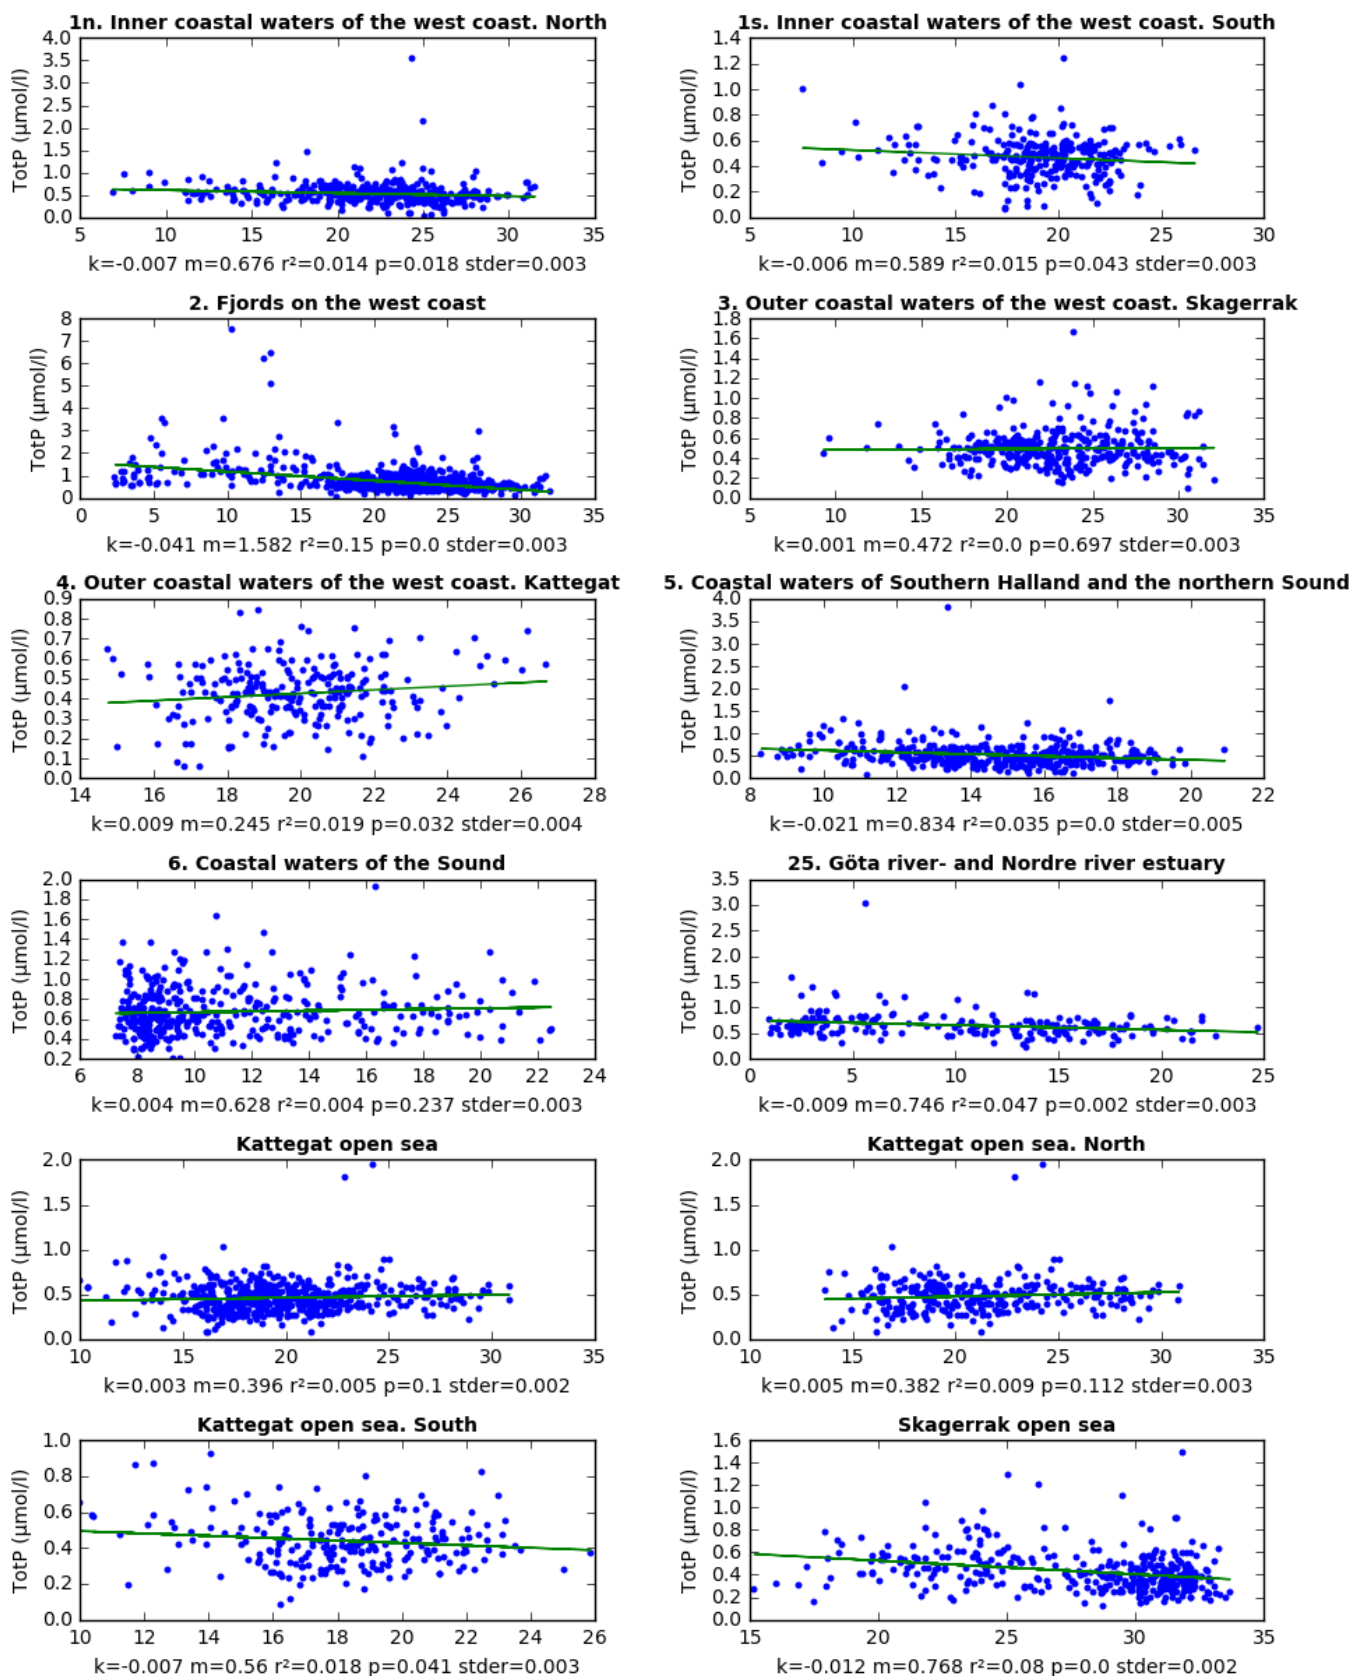 1n. Inner coastal waters of the west coast. North
TotP (µmol/l)
4.0
3.5
3.0
2.5
2.0
1.5
1.0
0.5
0.0
5 10 15 20 25 30 35
k=-0.007 m=0.676 r²=0.014 p=0.018 stder=0.003
1s. Inner coastal waters of the west coast. South
TotP (µmol/l)
1.4
1.2
1.0
0.8
0.6
0.4
0.2
0.0
5 10 15 20 25 30
k=-0.006 m=0.589 r²=0.015 p=0.043 stder=0.003
2. Fjords on the west coast
TotP (µmol/l)
8
7
6
5
4
3
2
1
0
0 5 10 15 20 25 30 35
k=-0.041 m=1.582 r²=0.15 p=0.0 stder=0.003
3. Outer coastal waters of the west coast. Skagerrak
TotP (µmol/l)
1.8
1.6
1.4
1.2
1.0
0.8
0.6
0.4
0.2
0.0
5 10 15 20 25 30 35
k=0.001 m=0.472 r²=0.0 p=0.697 stder=0.003
4. Outer coastal waters of the west coast. Kattegat
TotP (µmol/l)
0.9
0.8
0.7
0.6
0.5
0.4
0.3
0.2
0.1
0.0
14 16 18 20 22 24 26 28
k=0.009 m=0.245 r²=0.019 p=0.032 stder=0.004
5. Coastal waters of Southern Halland and the northern Sound
TotP (µmol/l)
4.0
3.5
3.0
2.5
2.0
1.5
1.0
0.5
0.0
8 10 12 14 16 18 20 22
k=-0.021 m=0.834 r²=0.035 p=0.0 stder=0.005
6. Coastal waters of the Sound
TotP (µmol/l)
2.0
1.8
1.6
1.4
1.2
1.0
0.8
0.6
0.4
0.2
6 8 10 12 14 16 18 20 22 24
k=0.004 m=0.628 r²=0.004 p=0.237 stder=0.003
25. Göta river- and Nordre river estuary
TotP (µmol/l)
3.5
3.0
2.5
2.0
1.5
1.0
0.5
0.0
0 5 10 15 20 25
k=-0.009 m=0.746 r²=0.047 p=0.002 stder=0.003
Kattegat open sea
TotP (µmol/l)
2.0
1.5
1.0
0.5
0.0
10 15 20 25 30 35
k=0.003 m=0.396 r²=0.005 p=0.1 stder=0.002
Kattegat open sea. North
TotP (µmol/l)
2.0
1.5
1.0
0.5
0.0
10 15 20 25 30 35
k=0.005 m=0.382 r²=0.009 p=0.112 stder=0.003
Kattegat open sea. South
TotP (µmol/l)
1.0
0.8
0.6
0.4
0.2
0.0
10 12 14 16 18 20 22 24 26
k=-0.007 m=0.56 r²=0.018 p=0.041 stder=0.003
Skagerrak open sea
TotP (µmol/l)
1.6
1.4
1.2
1.0
0.8
0.6
0.4
0.2
0.0
15 20 25 30 35
k=-0.012 m=0.768 r²=0.08 p=0.0 stder=0.002